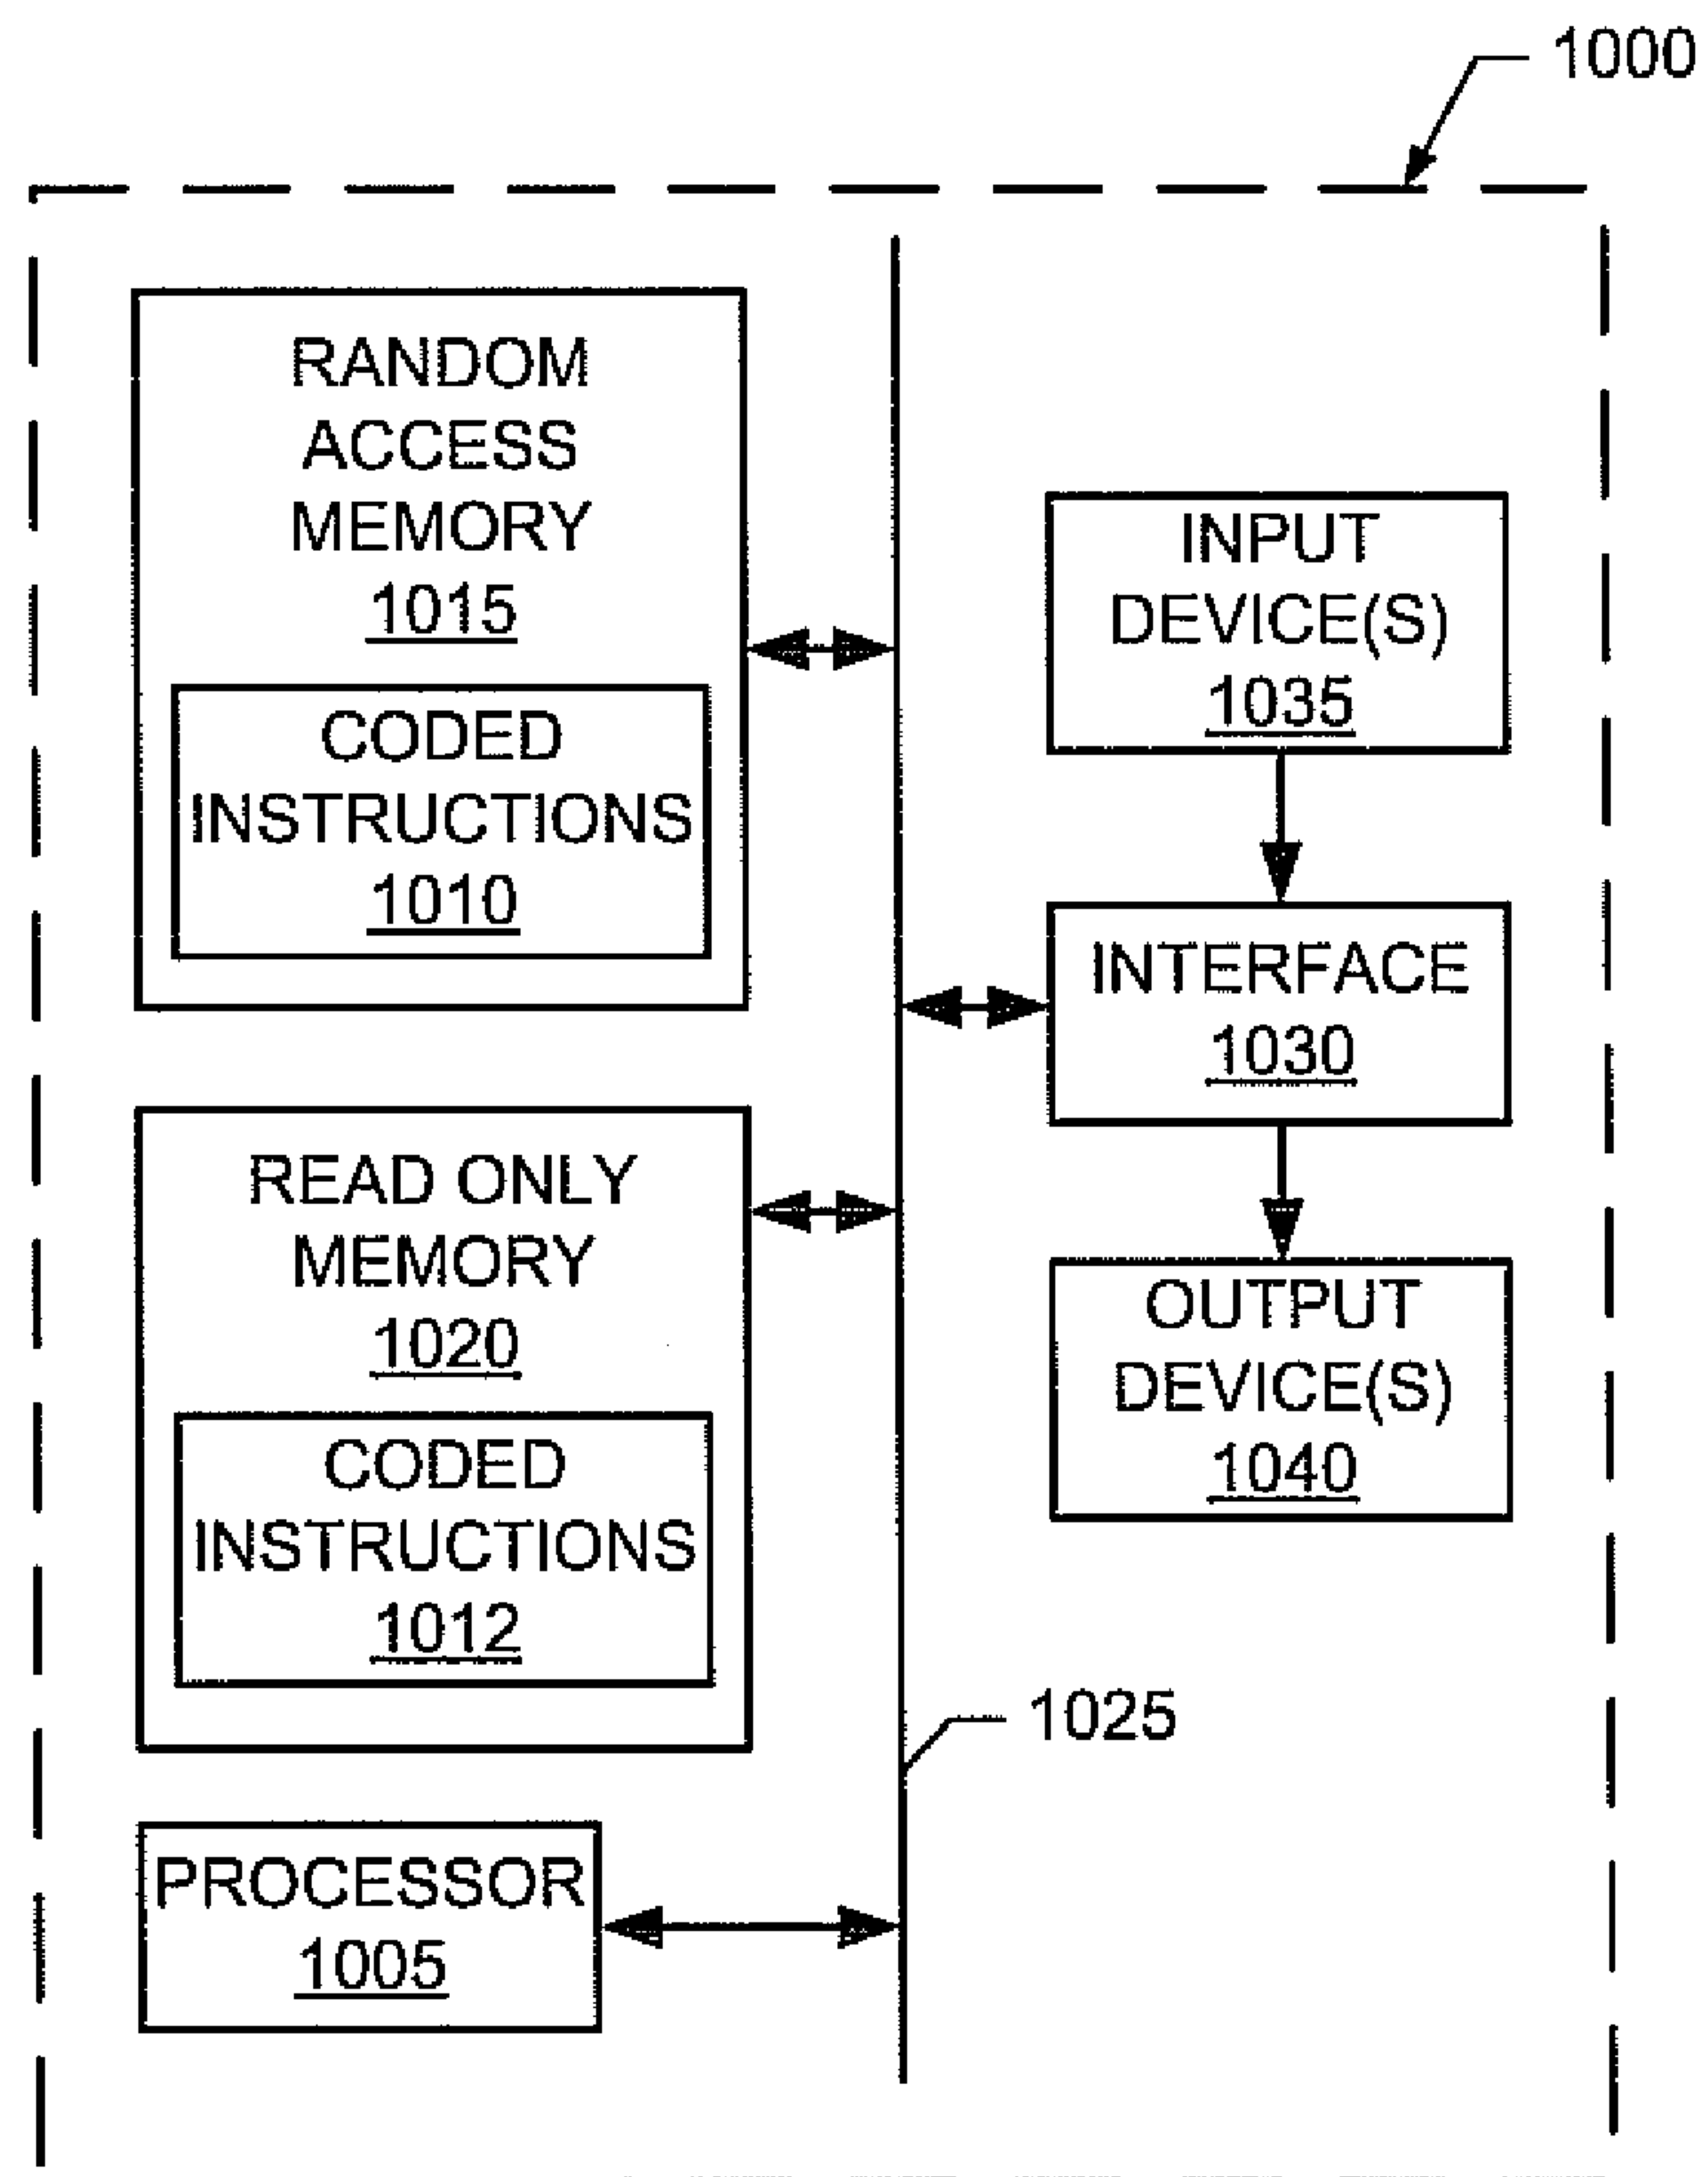 1000
RANDOM
ACCESS
MEMORY
1015
CODED
INSTRUCTIONS
1010
INPUT
DEVICE(S)
1035
INTERFACE
1030
READ ONLY
MEMORY
1020
CODED
INSTRUCTIONS
1012
OUTPUT
DEVICE(S)
1040
1025
PROCESSOR
1005